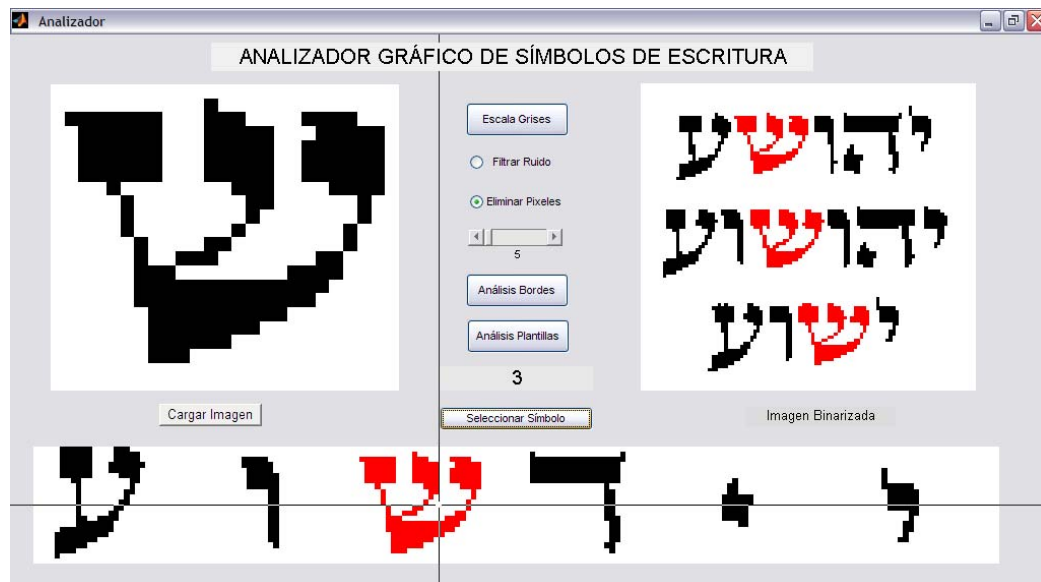 Analizador
ANALIZADOR GRÁFICO DE SÍMBOLOS DE ESCRITURA
ש
Escala Grises
Filtrar Ruido
Eliminar Pixeles
5
Análisis Bordes
Análisis Plantillas
3
Seleccionar Símbolo
יהושע
יהושוע
ישוע
Cargar Imagen
Imagen Binarizada
י ש ו ע